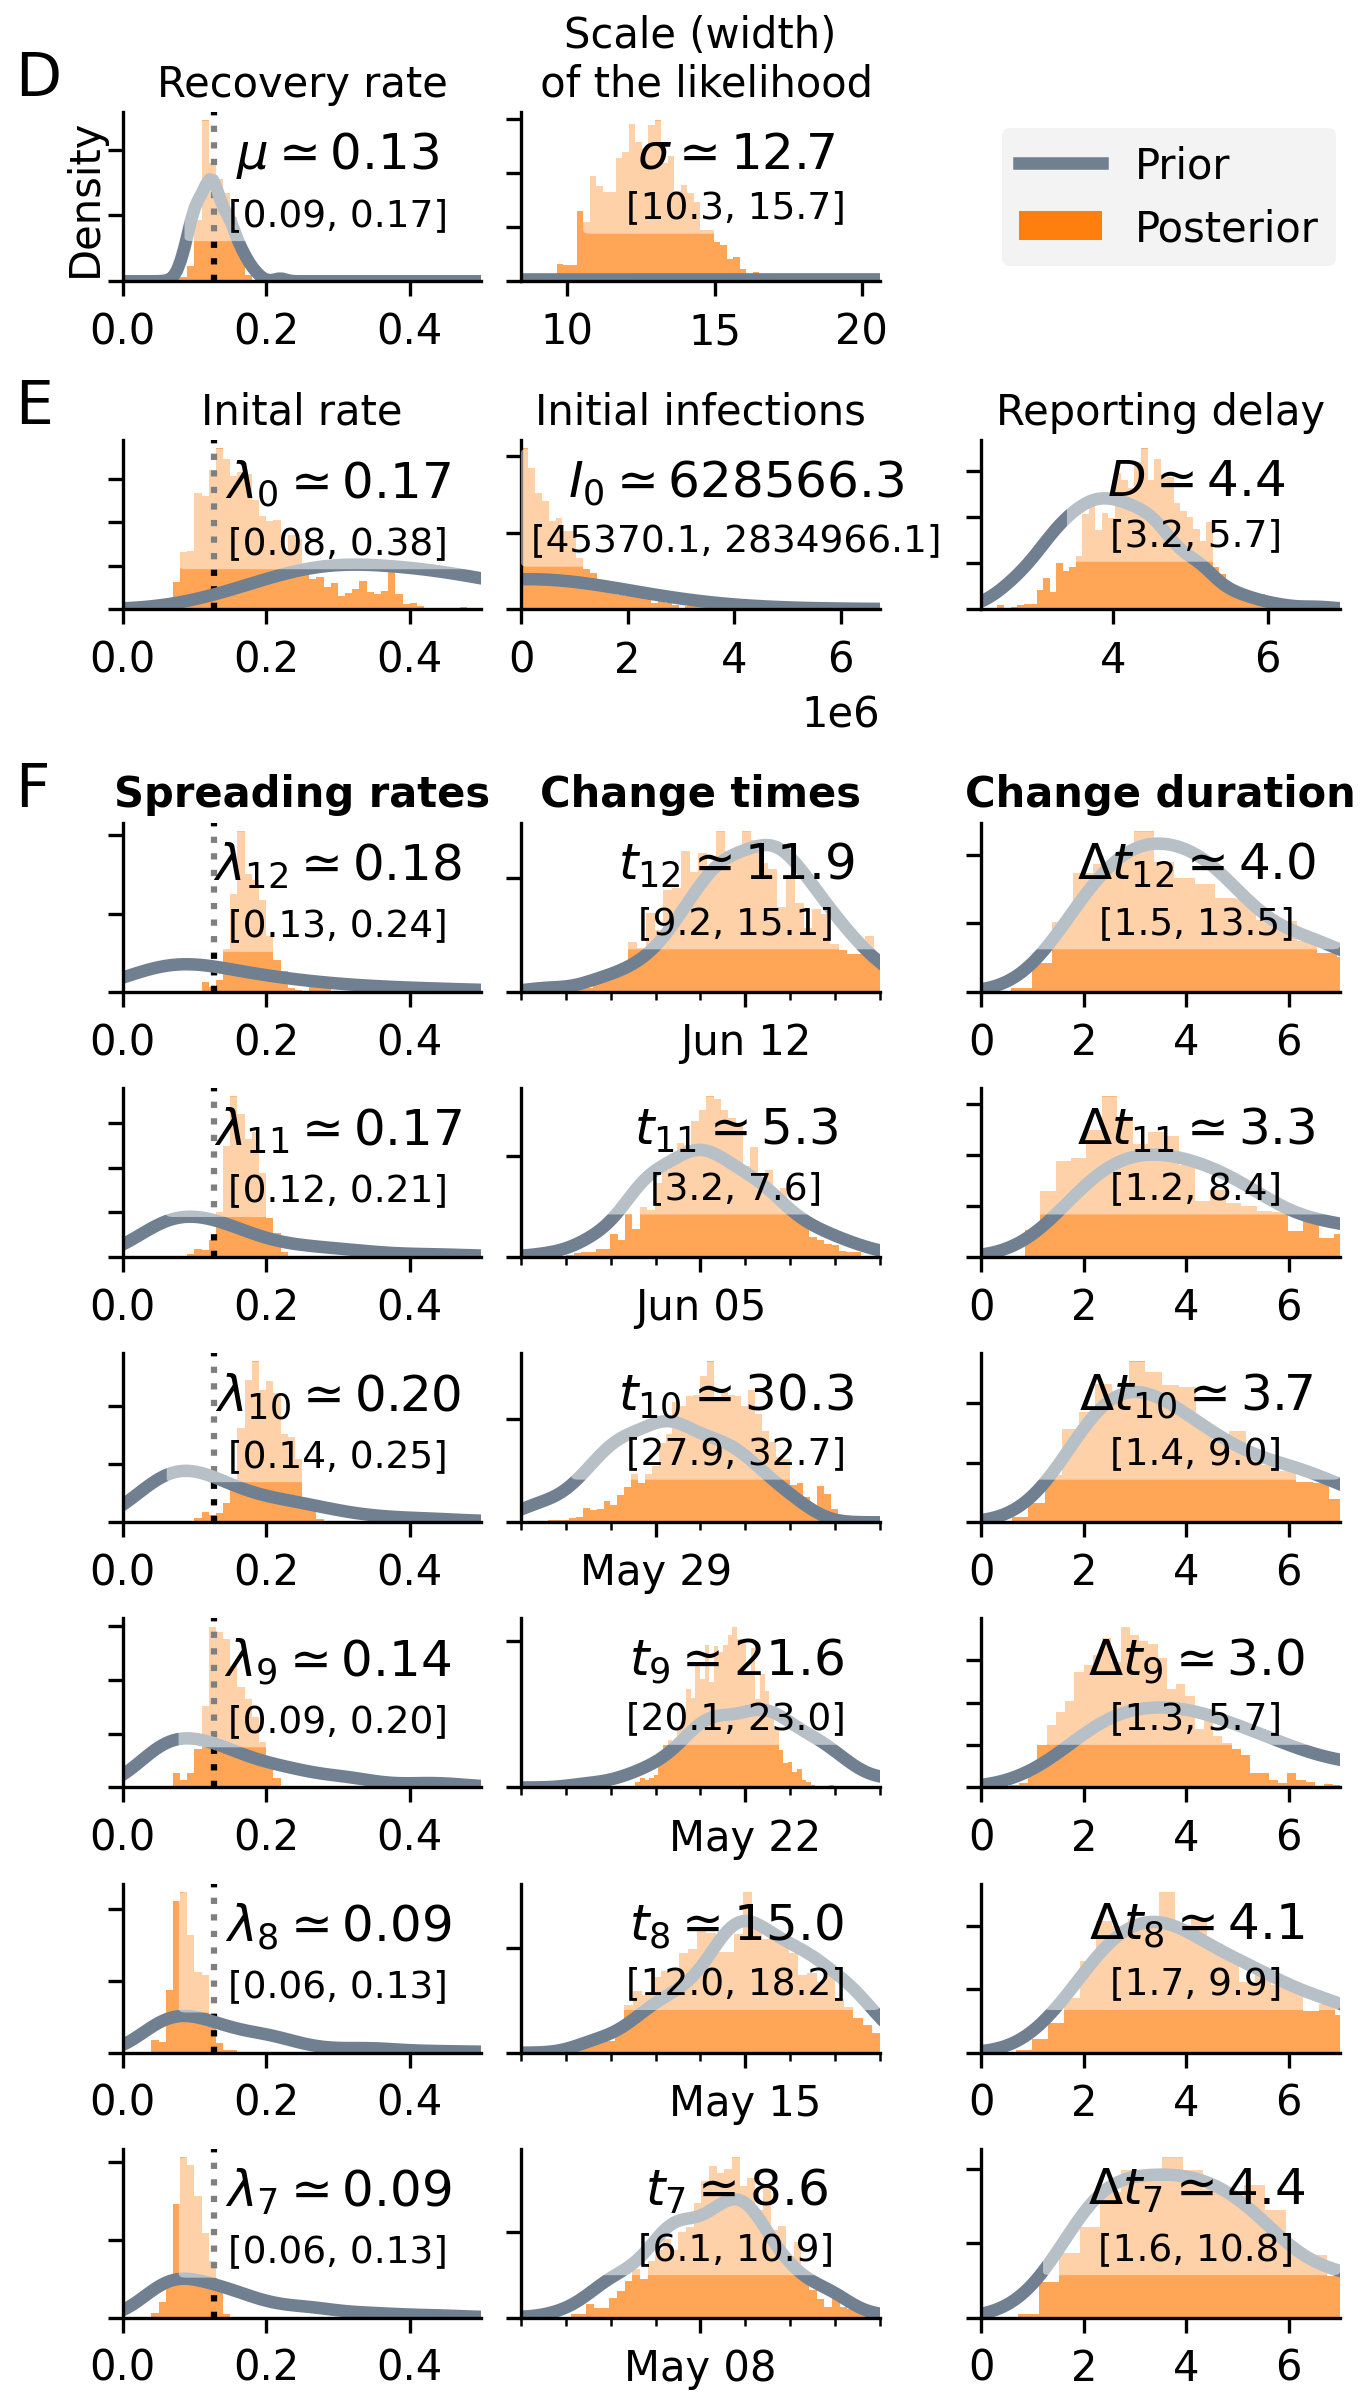 D
Recovery rate
Scale (width)
of the likelihood
Density
μ ≃ 0.13
[0.09, 0.17]
0.0 0.2 0.4
σ ≃ 12.7
[10.3, 15.7]
10 15 20
Prior
Posterior
E
Inital rate
λ0 ≃ 0.17
[0.08, 0.38]
0.0 0.2 0.4
Initial infections
I0 ≃ 628566.3
[45370.1, 2834966.1]
0 2 4 6
1e6
Reporting delay
D ≃ 4.4
[3.2, 5.7]
4 6
F
Spreading rates
Change times
Change duration
λ12 ≃ 0.18
[0.13, 0.24]
0.0 0.2 0.4
t12 ≃ 11.9
[9.2, 15.1]
Jun 12
Δt12 ≃ 4.0
[1.5, 13.5]
0 2 4 6
λ11 ≃ 0.17
[0.12, 0.21]
0.0 0.2 0.4
t11 ≃ 5.3
[3.2, 7.6]
Jun 05
Δt11 ≃ 3.3
[1.2, 8.4]
0 2 4 6
λ10 ≃ 0.20
[0.14, 0.25]
0.0 0.2 0.4
t10 ≃ 30.3
[27.9, 32.7]
May 29
Δt10 ≃ 3.7
[1.4, 9.0]
0 2 4 6
λ9 ≃ 0.14
[0.09, 0.20]
0.0 0.2 0.4
t9 ≃ 21.6
[20.1, 23.0]
May 22
Δt9 ≃ 3.0
[1.3, 5.7]
0 2 4 6
λ8 ≃ 0.09
[0.06, 0.13]
0.0 0.2 0.4
t8 ≃ 15.0
[12.0, 18.2]
May 15
Δt8 ≃ 4.1
[1.7, 9.9]
0 2 4 6
λ7 ≃ 0.09
[0.06, 0.13]
0.0 0.2 0.4
t7 ≃ 8.6
[6.1, 10.9]
May 08
Δt7 ≃ 4.4
[1.6, 10.8]
0 2 4 6